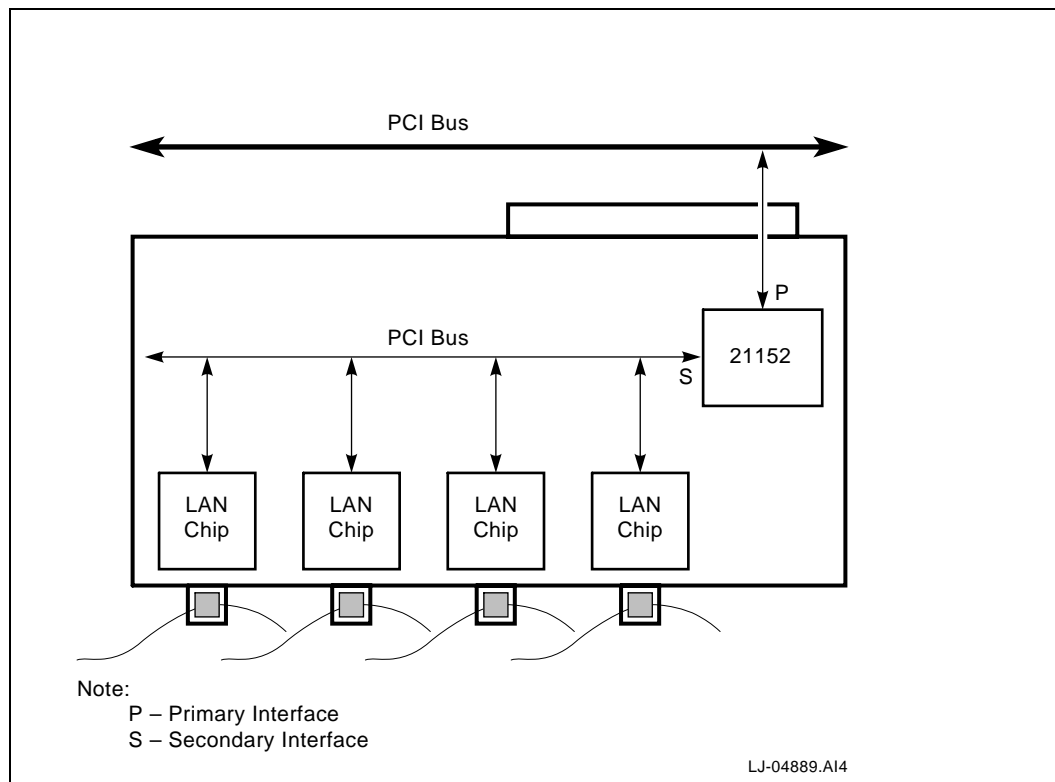 PCI Bus
P
PCI Bus
21152
S
LAN
Chip
LAN
Chip
LAN
Chip
LAN
Chip
Note:
P – Primary Interface
S – Secondary Interface
LJ-04889.AI4